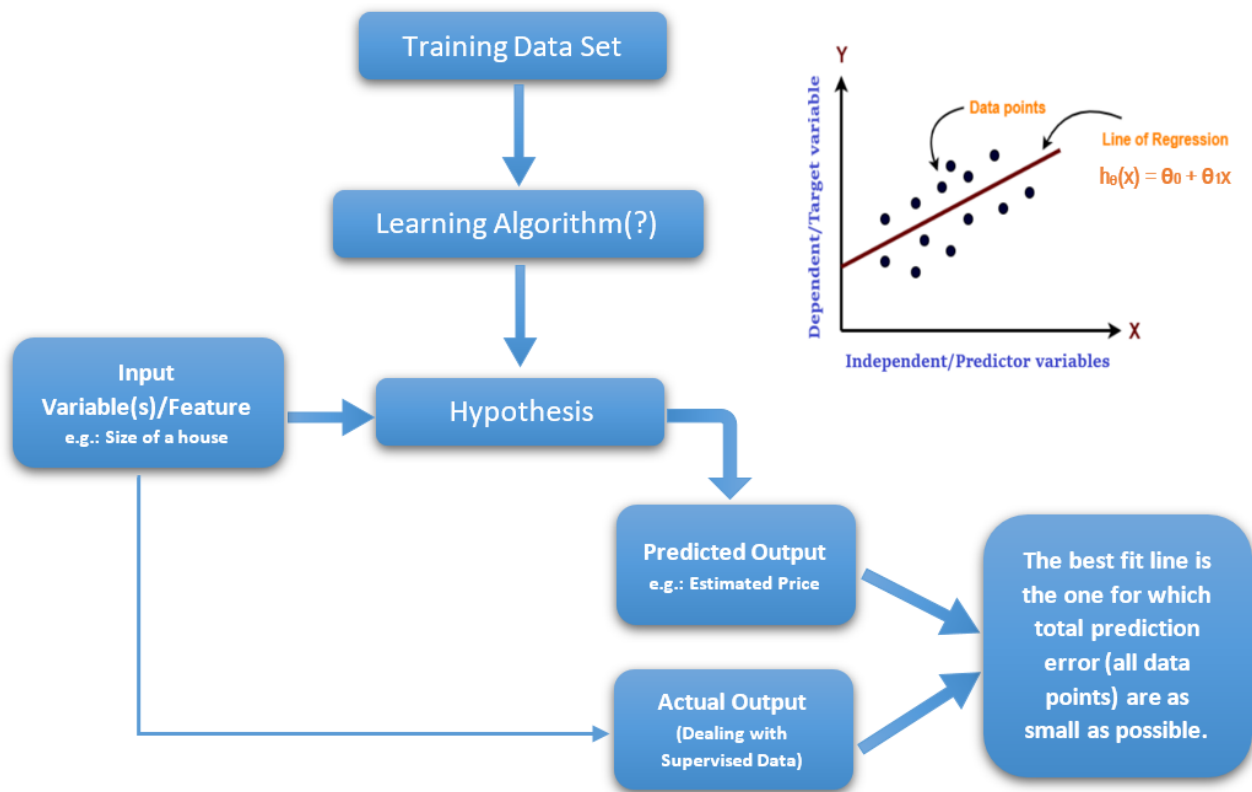 Training Data Set
Learning Algorithm(?)
Input
Variable(s)/Feature
e.g.: Size of a house
Hypothesis
Predicted Output
e.g.: Estimated Price
Actual Output
(Dealing with
Supervised Data)
The best fit line is
the one for which
total prediction
error (all data
points) are as
small as possible.
Y
Dependent/Target variable
Data points
Line of Regression
hθ(x) = θ0 + θ1x
X
Independent/Predictor variables